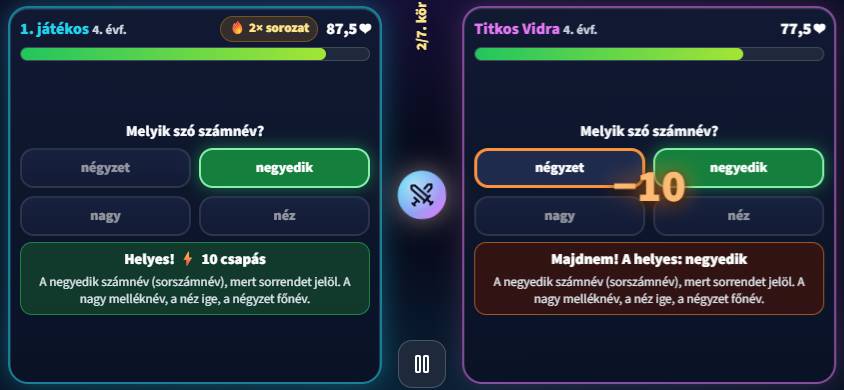 1. játékos 4. évf.
2× sorozat
87,5
Melyik szó számnév?
négyzet
negyedik
nagy
néz
Helyes! 10 csapás
A negyedik számnév (sorszámnév), mert sorrendet jelöl. A
nagy melléknév, a néz ige, a négyzet főnév.
2/7. kör
Titkos Vidra 4. évf.
77,5
Melyik szó számnév?
négyzet
negyedik
−10
nagy
néz
Majdnem! A helyes: negyedik
A negyedik számnév (sorszámnév), mert sorrendet jelöl. A
nagy melléknév, a néz ige, a négyzet főnév.